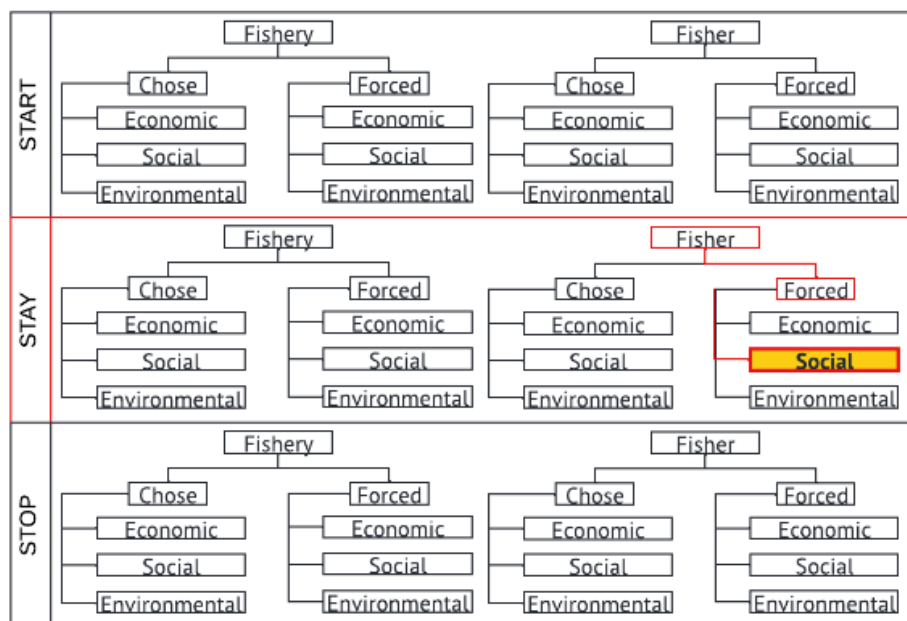 START
Fishery Fisher
Chose Forced Chose Forced
Economic Economic Economic Economic
Social Social Social Social
Environmental Environmental Environmental Environmental
STAY
Fishery Fisher
Chose Forced Chose Forced
Economic Economic Economic Economic
Social Social Social Social
Environmental Environmental Environmental Environmental
STOP
Fishery Fisher
Chose Forced Chose Forced
Economic Economic Economic Economic
Social Social Social Social
Environmental Environmental Environmental Environmental